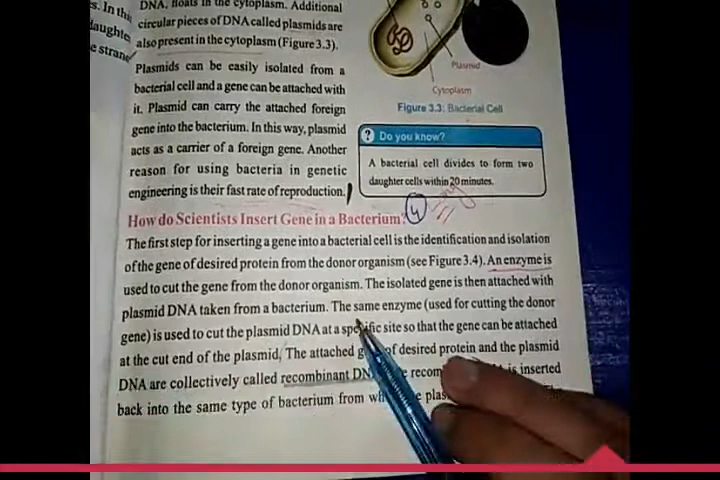 s. In this
daughte
e strand
DNA, floats in the cytoplasm. Additional
circular pieces of DNA called plasmids are
also present in the cytoplasm (Figure 3.3).
Plasmids can be easily isolated from a
bacterial cell and a gene can be attached with
it. Plasmid can carry the attached foreign
gene into the bacterium. In this way, plasmid
acts as a carrier of a foreign gene. Another
reason for using bacteria in genetic
engineering is their fast rate of reproduction.
Plasmid
Cytoplasm
Figure 3.3: Bacterial Cell
? Do you know?
A bacterial cell divides to form two
daughter cells within 20 minutes.
How do Scientists Insert Gene in a Bacterium?
4
The first step for inserting a gene into a bacterial cell is the identification and isolation
of the gene of desired protein from the donor organism (see Figure 3.4). An enzyme is
used to cut the gene from the donor organism. The isolated gene is then attached with
plasmid DNA taken from a bacterium. The same enzyme (used for cutting the donor
gene) is used to cut the plasmid DNA at a specific site so that the gene can be attached
at the cut end of the plasmid. The attached of desired protein and the plasmid
DNA are collectively called recombinant is inserted
back into the same type of bacterium from